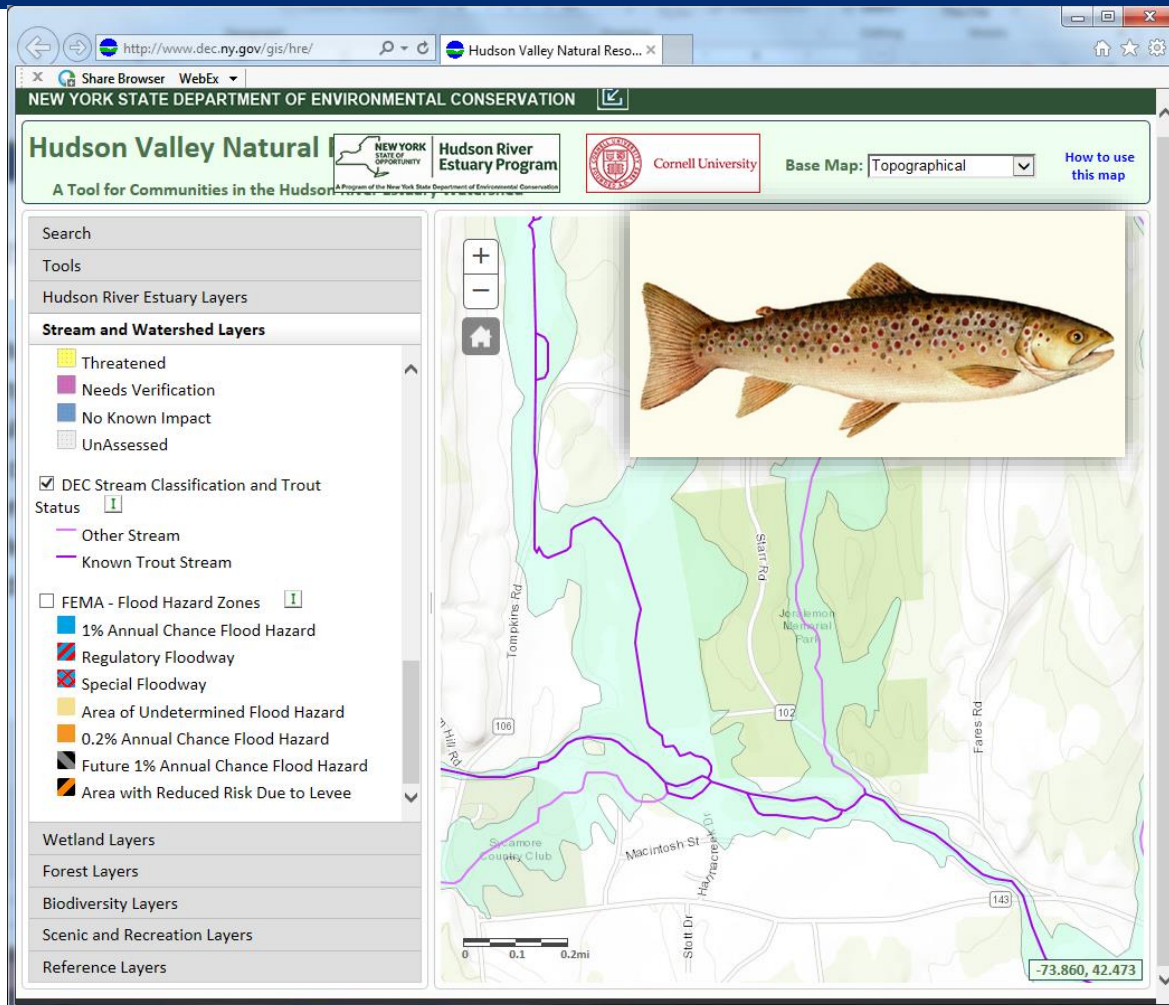 http://www.dec.ny.gov/gis/hre/
Hudson Valley Natural Reso...
Share Browser WebEx
NEW YORK STATE DEPARTMENT OF ENVIRONMENTAL CONSERVATION
Hudson Valley Natural
A Tool for Communities in the Hudson River Estuary Watershed
NEW YORK
STATE OF
OPPORTUNITY
Hudson River
Estuary Program
A Program of the New York State Department of Environmental Conservation
Cornell University
Base Map: Topographical
How to use
this map
Search
Tools
Hudson River Estuary Layers
Stream and Watershed Layers
Threatened
Needs Verification
No Known Impact
UnAssessed
DEC Stream Classification and Trout
Status I
Other Stream
Known Trout Stream
FEMA - Flood Hazard Zones I
1% Annual Chance Flood Hazard
Regulatory Floodway
Special Floodway
Area of Undetermined Flood Hazard
0.2% Annual Chance Flood Hazard
Future 1% Annual Chance Flood Hazard
Area with Reduced Risk Due to Levee
Wetland Layers
Forest Layers
Biodiversity Layers
Scenic and Recreation Layers
Reference Layers
+
−
Tompkins Rd
Starr Rd
Joralemon
Memorial
Park
102
Fares Rd
106
Hill Rd
Sycamore
Country Club
Macintosh St
Hannacreek Dr
143
Stott Dr
0 0.1 0.2mi
-73.860, 42.473